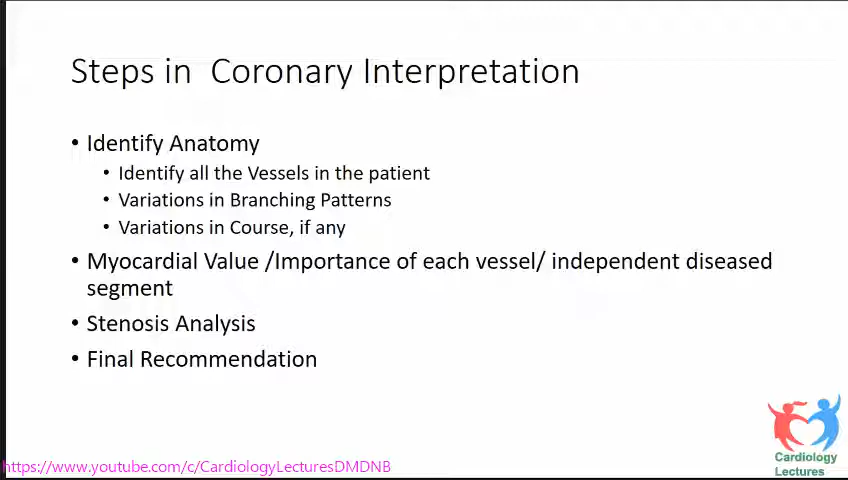 Steps in  Coronary Interpretation
• Identify Anatomy
• Identify all the Vessels in the patient
• Variations in Branching Patterns
• Variations in Course, if any
• Myocardial Value /Importance of each vessel/ independent diseased
segment
• Stenosis Analysis
• Final Recommendation
Cardiology
Lectures
https://www.youtube.com/c/CardiologyLecturesDMDNB